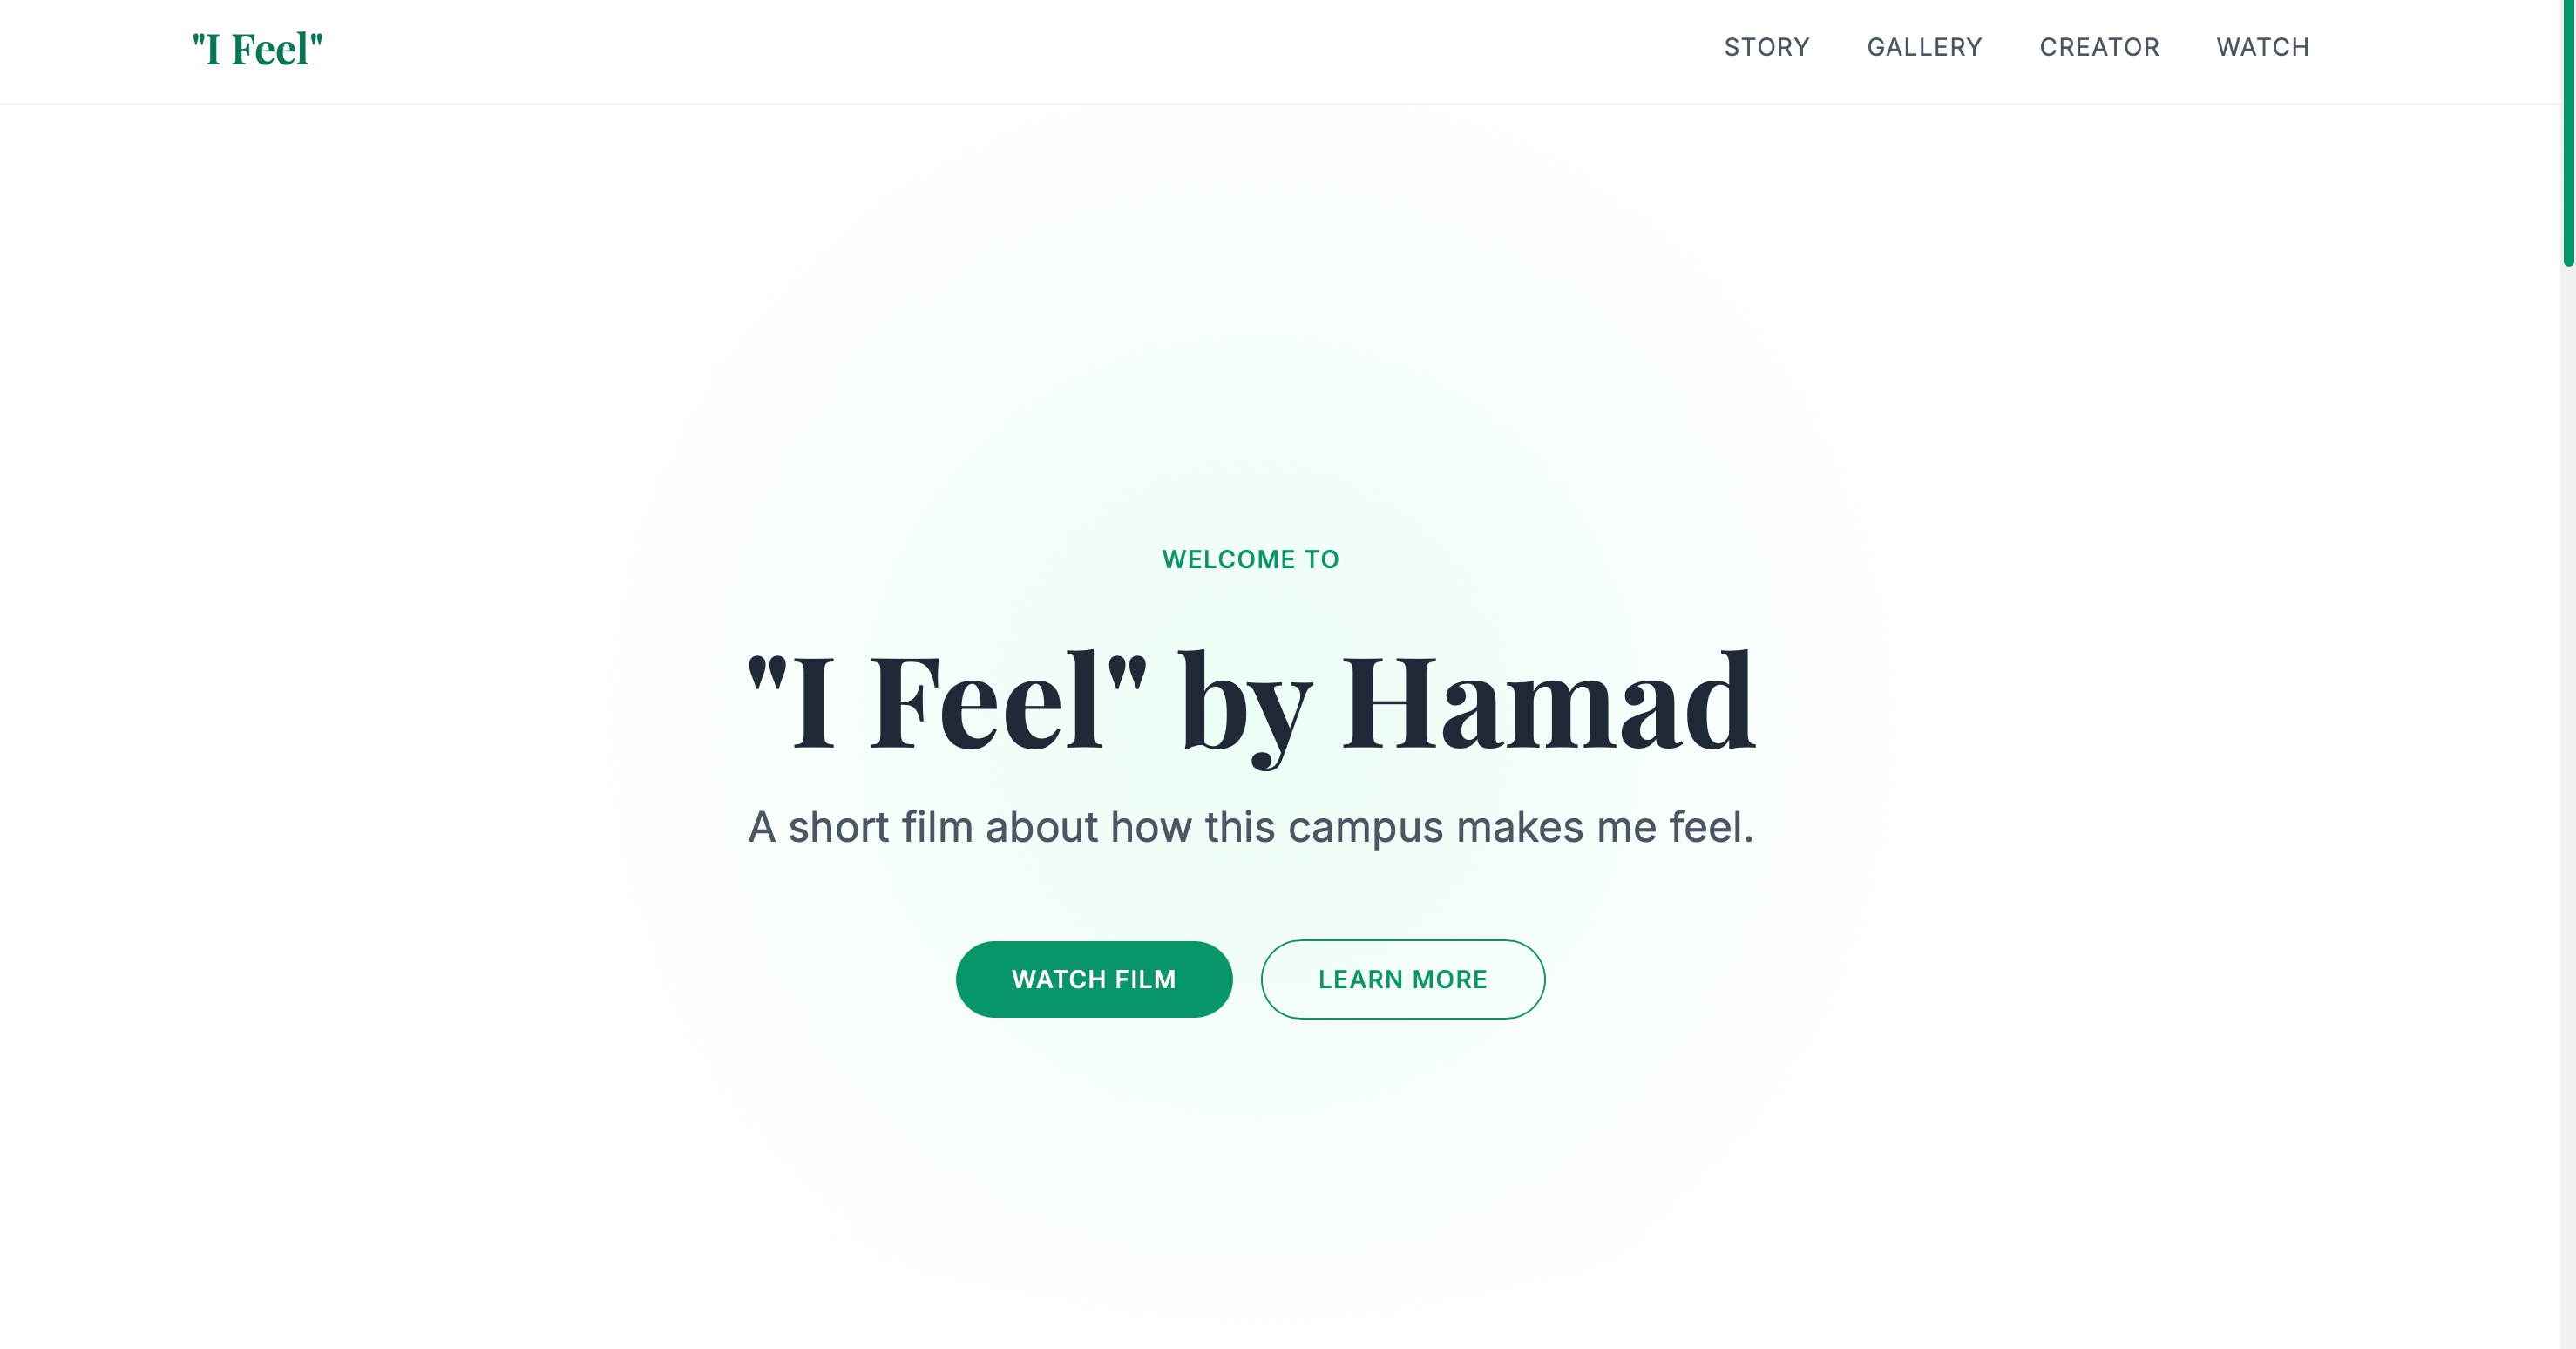 "I Feel"
STORY GALLERY CREATOR WATCH
WELCOME TO
"I Feel" by Hamad
A short film about how this campus makes me feel.
WATCH FILM LEARN MORE